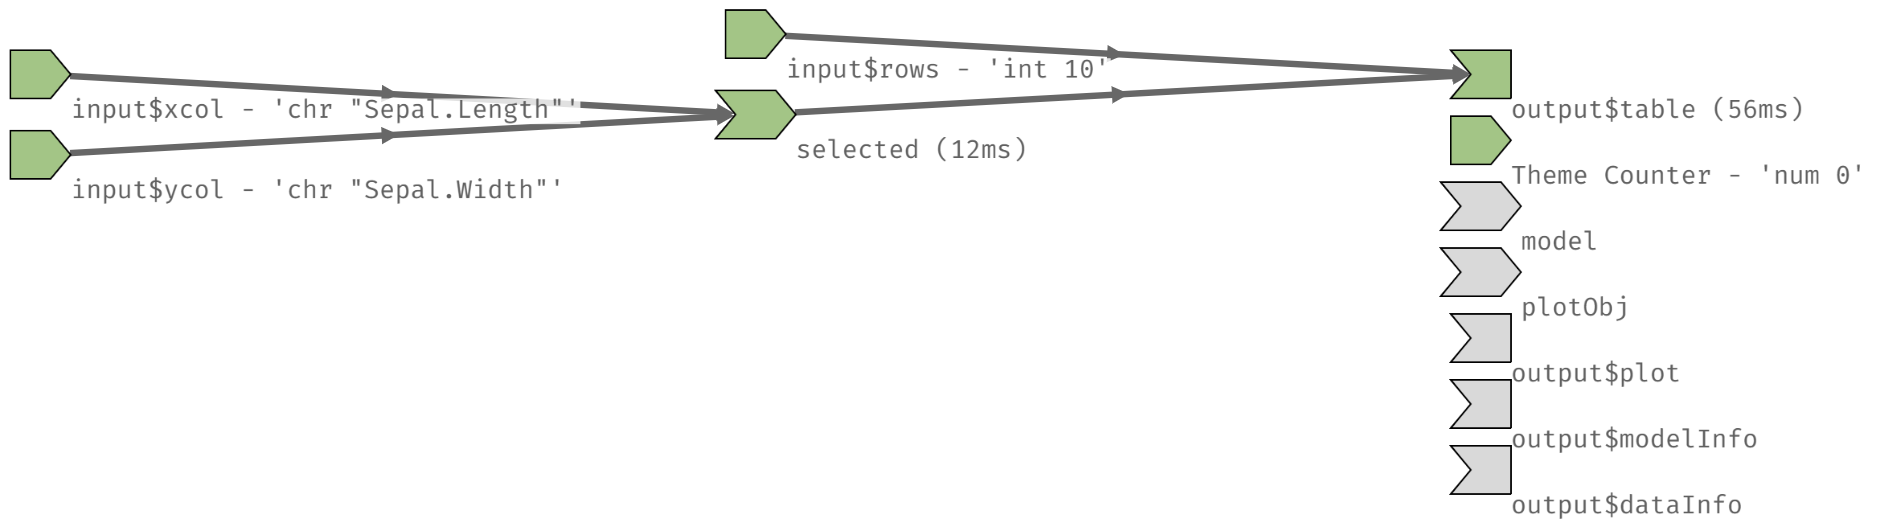 input$rows - 'int 10'
input$xcol - 'chr "Sepal.Length"'
output$table (56ms)
selected (12ms)
Theme Counter - 'num 0'
input$ycol - 'chr "Sepal.Width"'
model
plotObj
output$plot
output$modelInfo
output$dataInfo